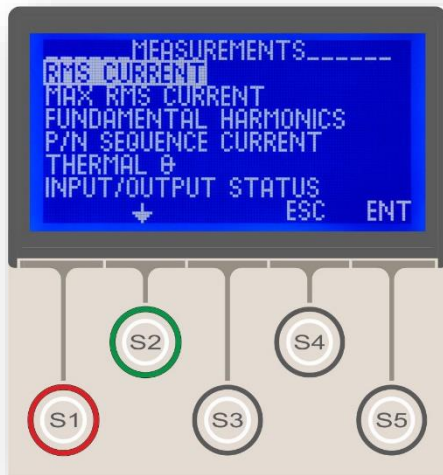 ______MEASUREMENTS______
RMS CURRENT
MAX RMS CURRENT
FUNDAMENTAL HARMONICS
P/N SEQUENCE CURRENT
THERMAL θ
INPUT/OUTPUT STATUS
ESC ENT
S2 S4
S1 S3 S5